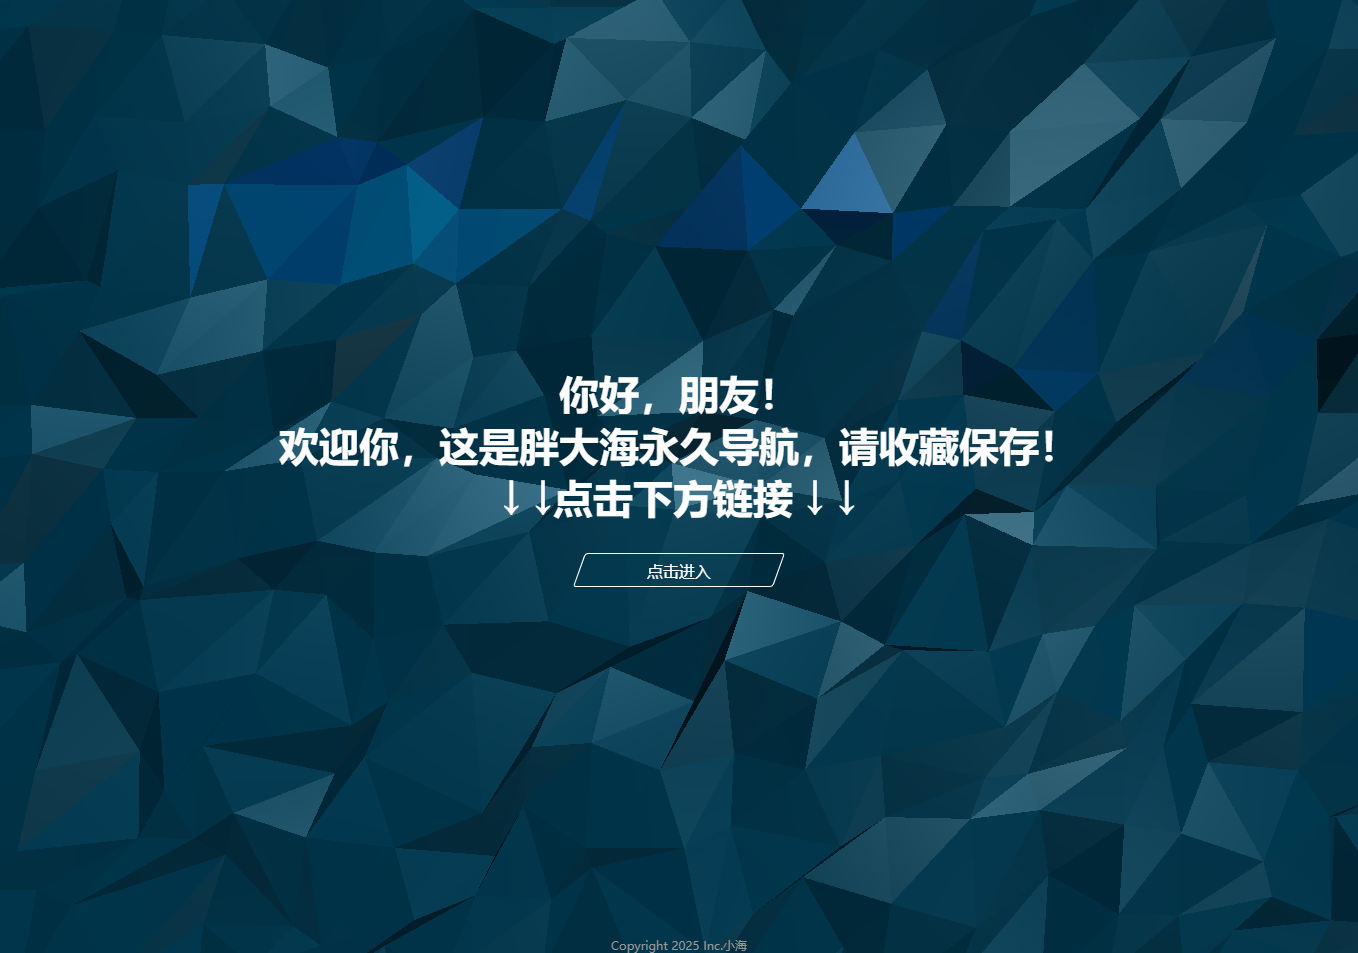 你好，朋友！
欢迎你，这是胖大海永久导航，请收藏保存！
↓↓点击下方链接↓↓
点击进入
Copyright 2025 Inc.小海